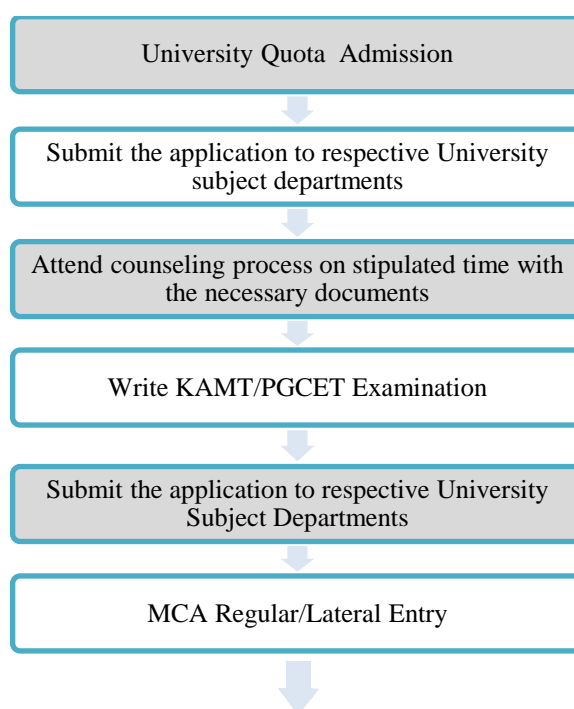 University Quota  Admission
Submit the application to respective University
subject departments
Attend counseling process on stipulated time with
the necessary documents
Write KAMT/PGCET Examination
Submit the application to respective University
Subject Departments
MCA Regular/Lateral Entry